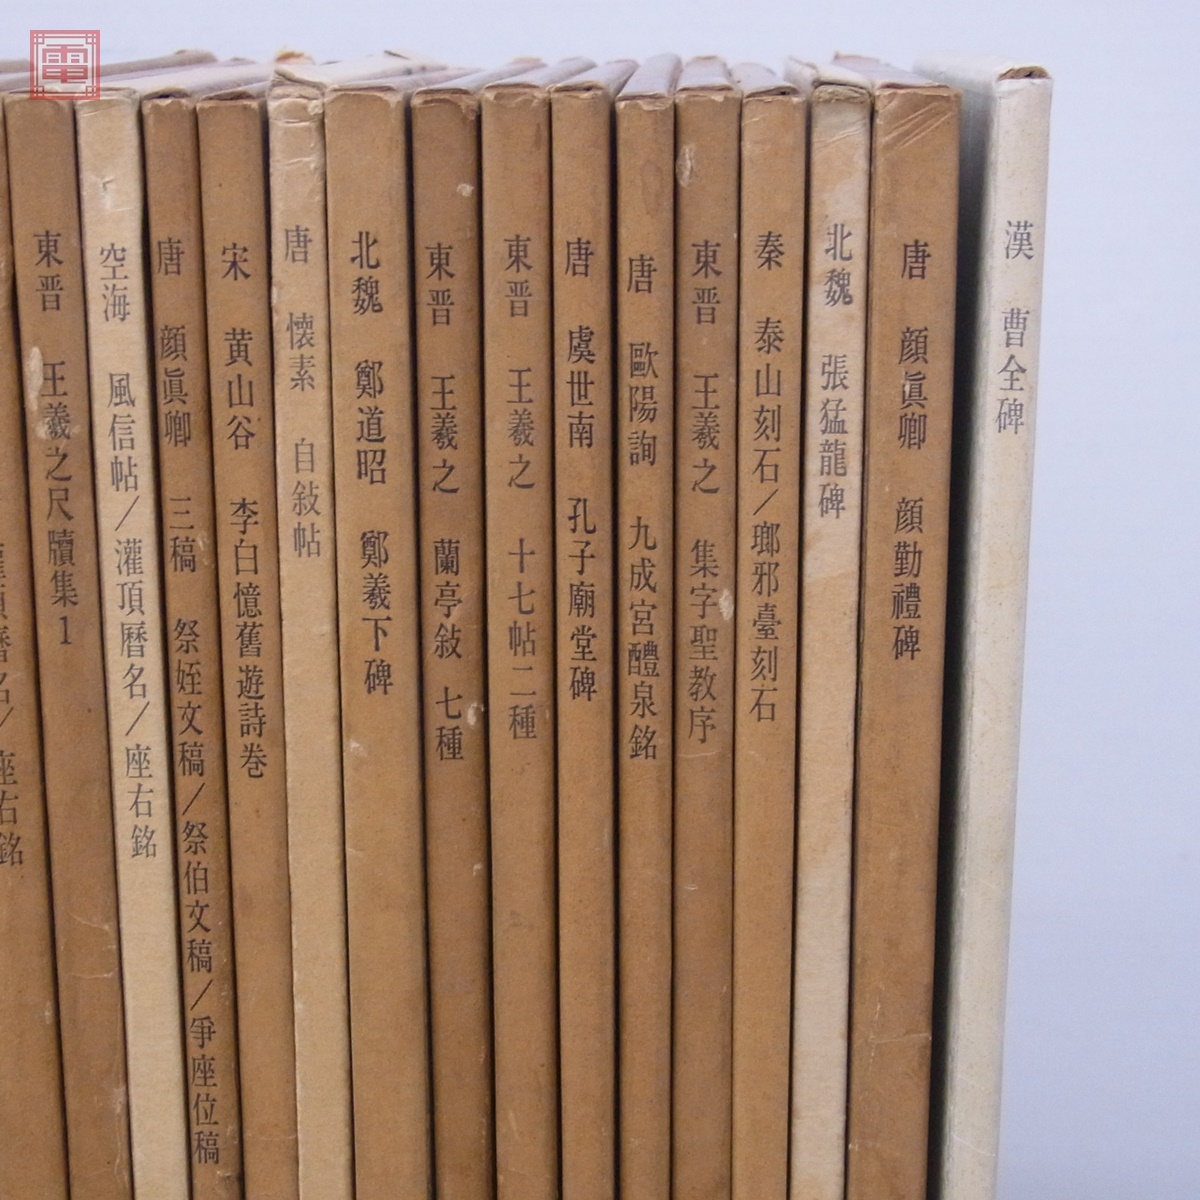 電
漢 曹全碑
唐 顔眞卿 顔勤禮碑
北魏 張猛龍碑
秦 泰山刻石/瑯邪臺刻石
東晋 王羲之 集字聖教序
唐 歐陽詢 九成宮醴泉銘
唐 虞世南 孔子廟堂碑
東晋 王羲之 十七帖二種
東晋 王羲之 蘭亭敍 七種
北魏 鄭道昭 鄭羲下碑
唐 懐素 自敍帖
宋 黄山谷 李白憶舊遊詩巻
唐 顔眞卿 三稿 祭姪文稿/祭伯文稿/爭座位稿
空海 風信帖/灌頂暦名/座右銘
東晋 王羲之尺牘集1
灌頂暦名/座右銘